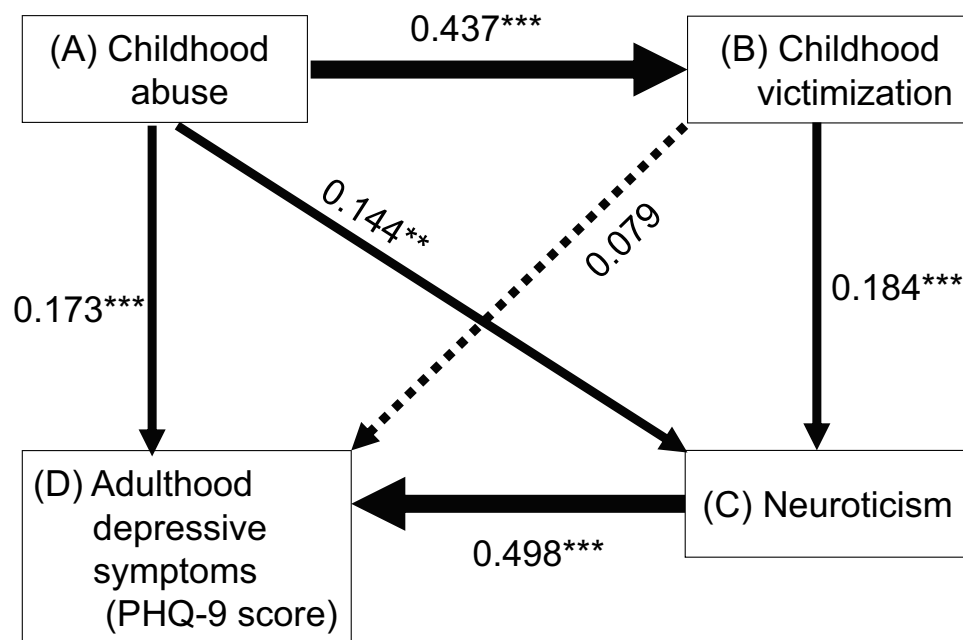 0.437***
(A) Childhood
abuse
(B) Childhood
victimization
0.144**
0.079
0.173***
0.184***
(D) Adulthood
depressive
symptoms
(PHQ-9 score)
(C) Neuroticism
0.498***